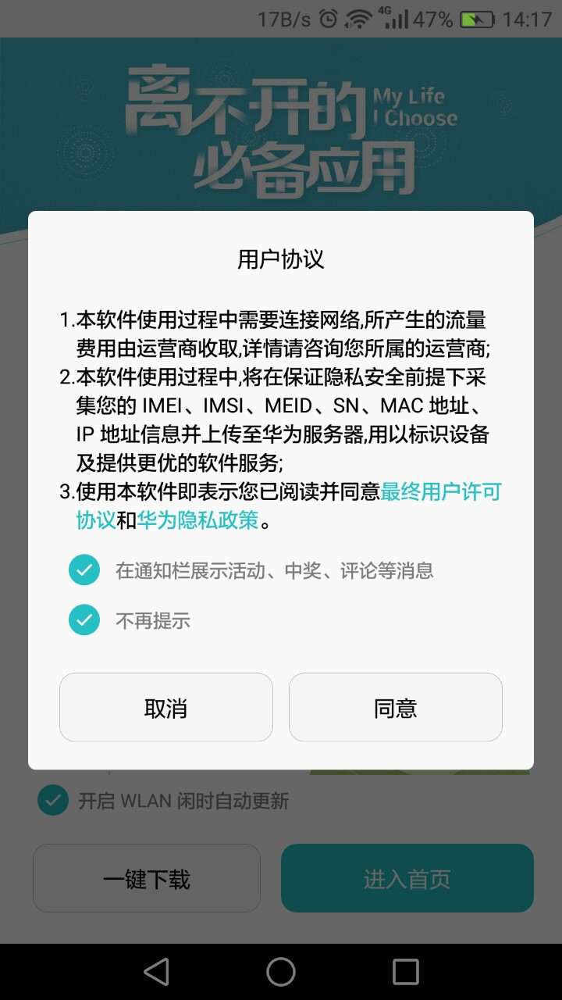 17B/s 4G 47% 14:17
离不开的
My Life
I Choose
必备应用
用户协议
1.本软件使用过程中需要连接网络,所产生的流量
费用由运营商收取,详情请咨询您所属的运营商;
2.本软件使用过程中,将在保证隐私安全前提下采
集您的 IMEI、IMSI、MEID、SN、MAC 地址、
IP 地址信息并上传至华为服务器,用以标识设备
及提供更优的软件服务;
3.使用本软件即表示您已阅读并同意最终用户许可
协议和华为隐私政策。
在通知栏展示活动、中奖、评论等消息
不再提示
取消 同意
开启 WLAN 闲时自动更新
一键下载 进入首页